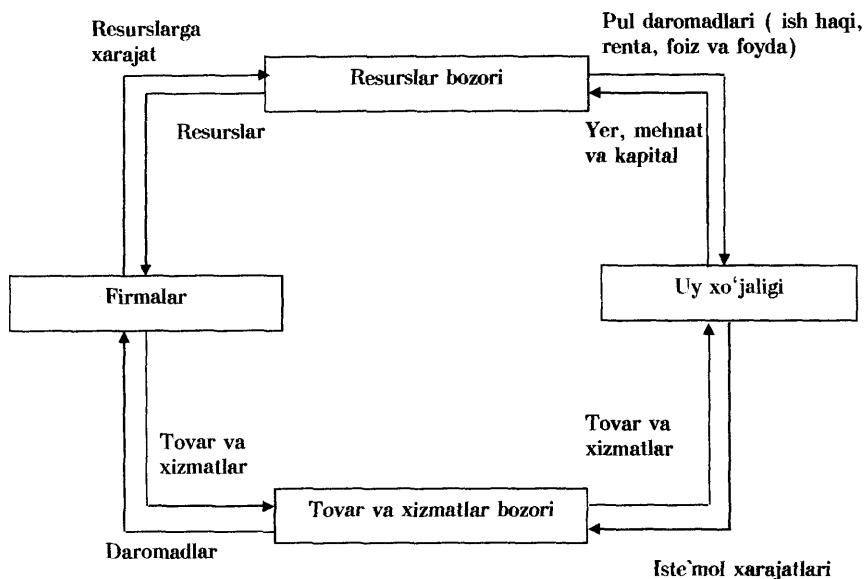 Resurslarga
xarajat
Pul daromadlari ( ish haqi,
renta, foiz va foyda)
Resurslar bozori
Resurslar
Yer, mehnat
va kapital
Firmalar
Uy xo‘jaligi
Tovar va
xizmatlar
Tovar va
xizmatlar
Tovar va xizmatlar bozori
Daromadlar
Iste`mol xarajatlari